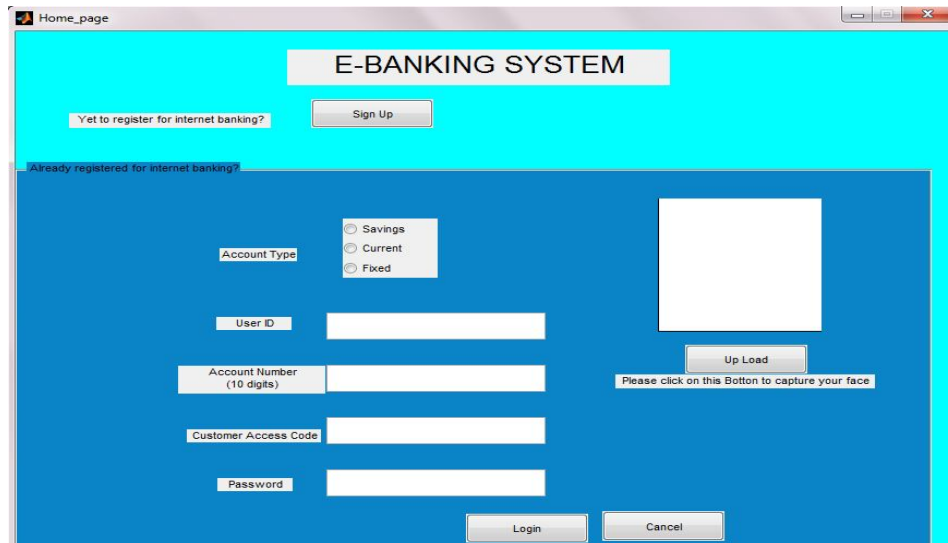 Home_page
E-BANKING SYSTEM
Yet to register for internet banking?
Sign Up
Already registered for internet banking?
Account Type
Savings
Current
Fixed
User ID
Account Number
(10 digits)
Customer Access Code
Password
Up Load
Please click on this Botton to capture your face
Login
Cancel